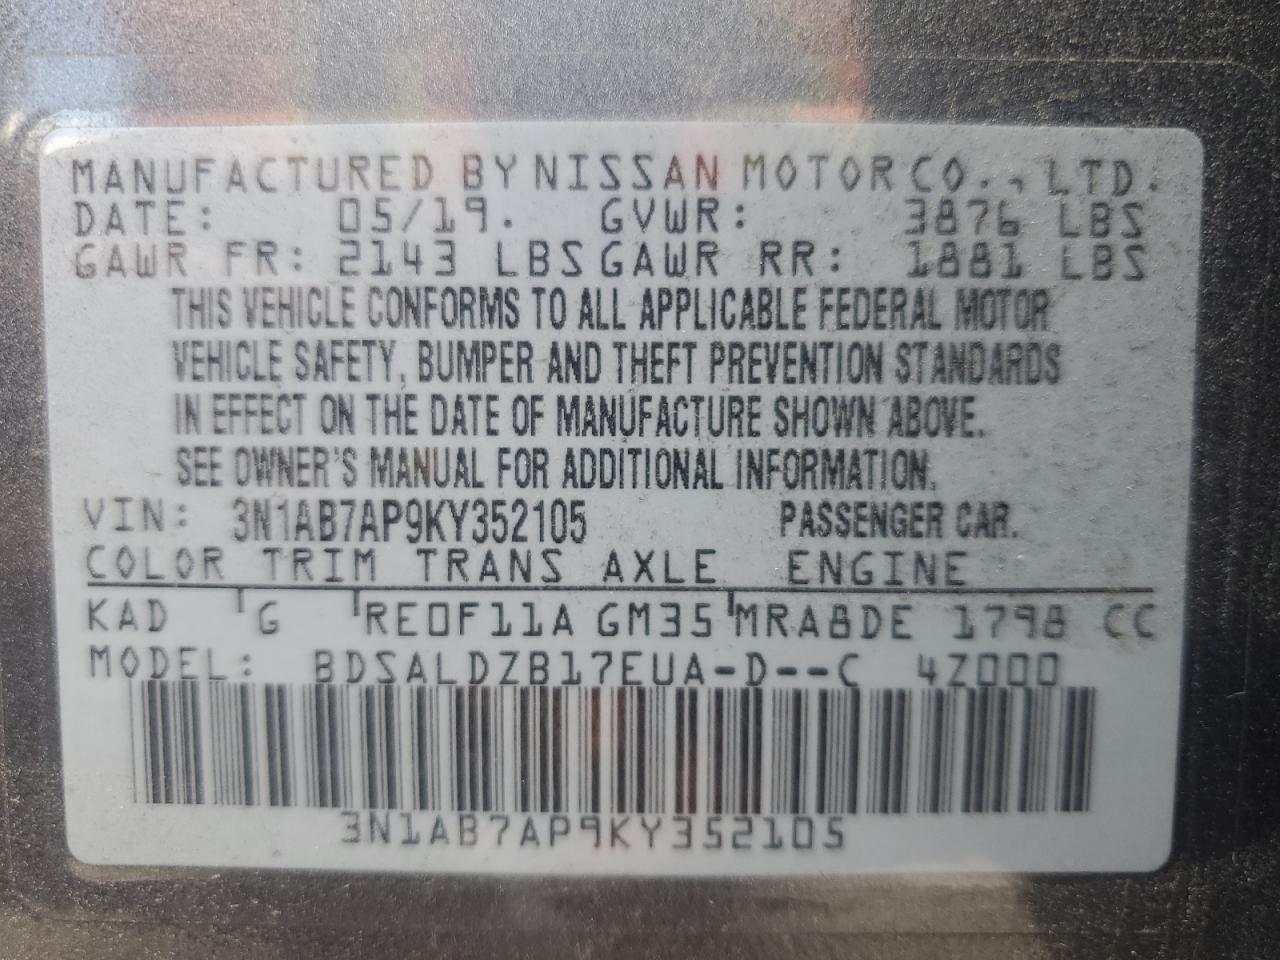 MANUFACTURED BY NISSAN MOTOR CO., LTD.
DATE: 05/19. GVWR: 3876 LBS
GAWR FR: 2143 LBS GAWR RR: 1881 LBS
THIS VEHICLE CONFORMS TO ALL APPLICABLE FEDERAL MOTOR
VEHICLE SAFETY, BUMPER AND THEFT PREVENTION STANDARDS
IN EFFECT ON THE DATE OF MANUFACTURE SHOWN ABOVE.
SEE OWNER'S MANUAL FOR ADDITIONAL INFORMATION.
VIN: 3N1AB7AP9KY352105 PASSENGER CAR.
COLOR TRIM TRANS AXLE ENGINE
KAD G RE0F11A GM35 MRA8DE 1798 CC
MODEL: BDSALDZB17EUA-D--C 4Z000
3N1AB7AP9KY352105